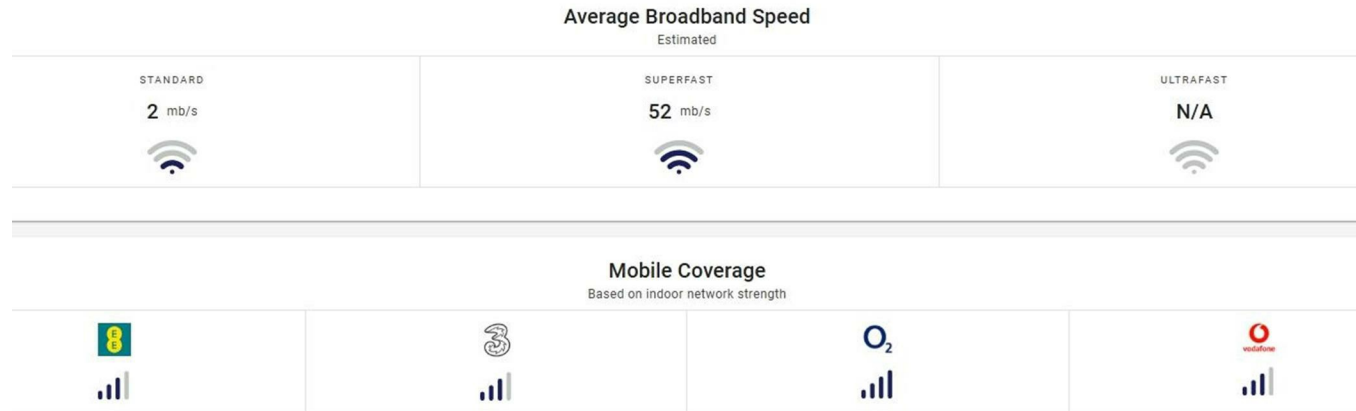 Average Broadband Speed
Estimated
STANDARD
2 mb/s
SUPERFAST
52 mb/s
ULTRAFAST
N/A
Mobile Coverage
Based on indoor network strength
EE
3
O2
vodafone